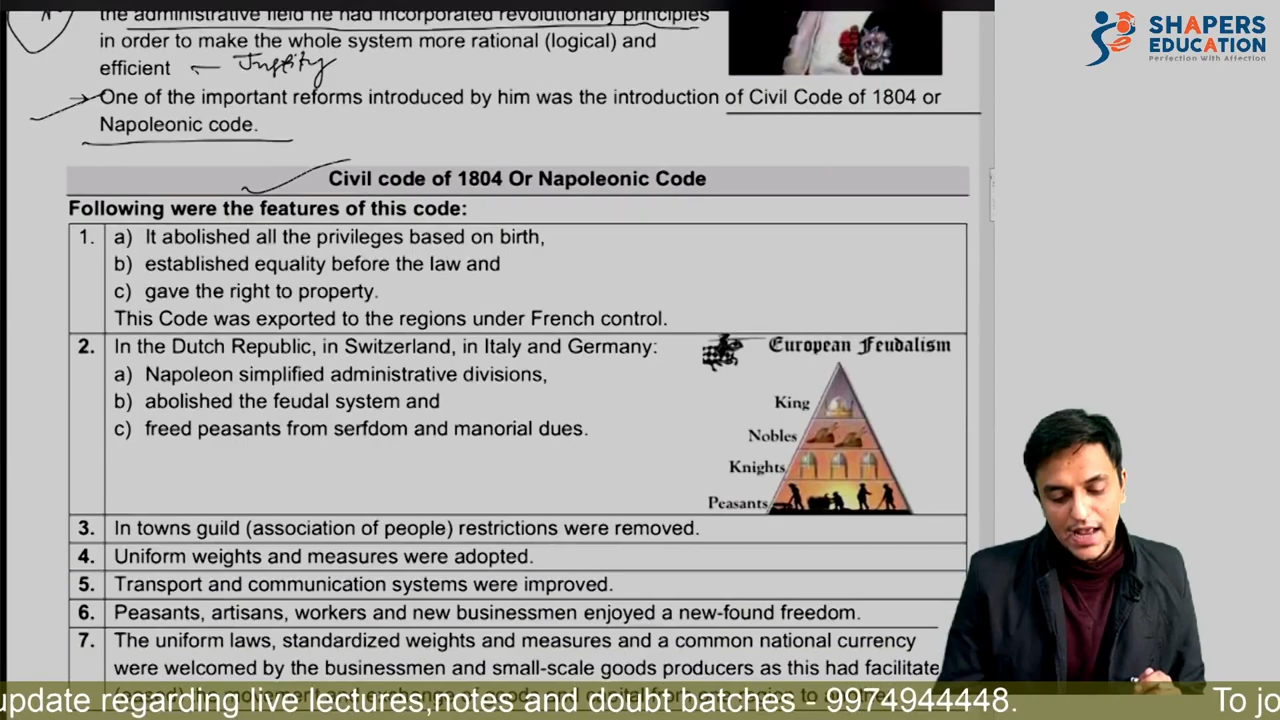 the administrative field he had incorporated revolutionary principles
in order to make the whole system more rational (logical) and
efficient
One of the important reforms introduced by him was the introduction of Civil Code of 1804 or
Napoleonic code.
Civil code of 1804 Or Napoleonic Code
Following were the features of this code:
1. a) It abolished all the privileges based on birth,
b) established equality before the law and
c) gave the right to property.
This Code was exported to the regions under French control.
2. In the Dutch Republic, in Switzerland, in Italy and Germany:
a) Napoleon simplified administrative divisions,
b) abolished the feudal system and
c) freed peasants from serfdom and manorial dues.
European Feudalism
King
Nobles
Knights
Peasants
3. In towns guild (association of people) restrictions were removed.
4. Uniform weights and measures were adopted.
5. Transport and communication systems were improved.
6. Peasants, artisans, workers and new businessmen enjoyed a new-found freedom.
7. The uniform laws, standardized weights and measures and a common national currency
were welcomed by the businessmen and small-scale goods producers as this had facilitate
update regarding live lectures,notes and doubt batches - 9974944448. To jo
SHAPERS
EDUCATION
Perfection With Affection